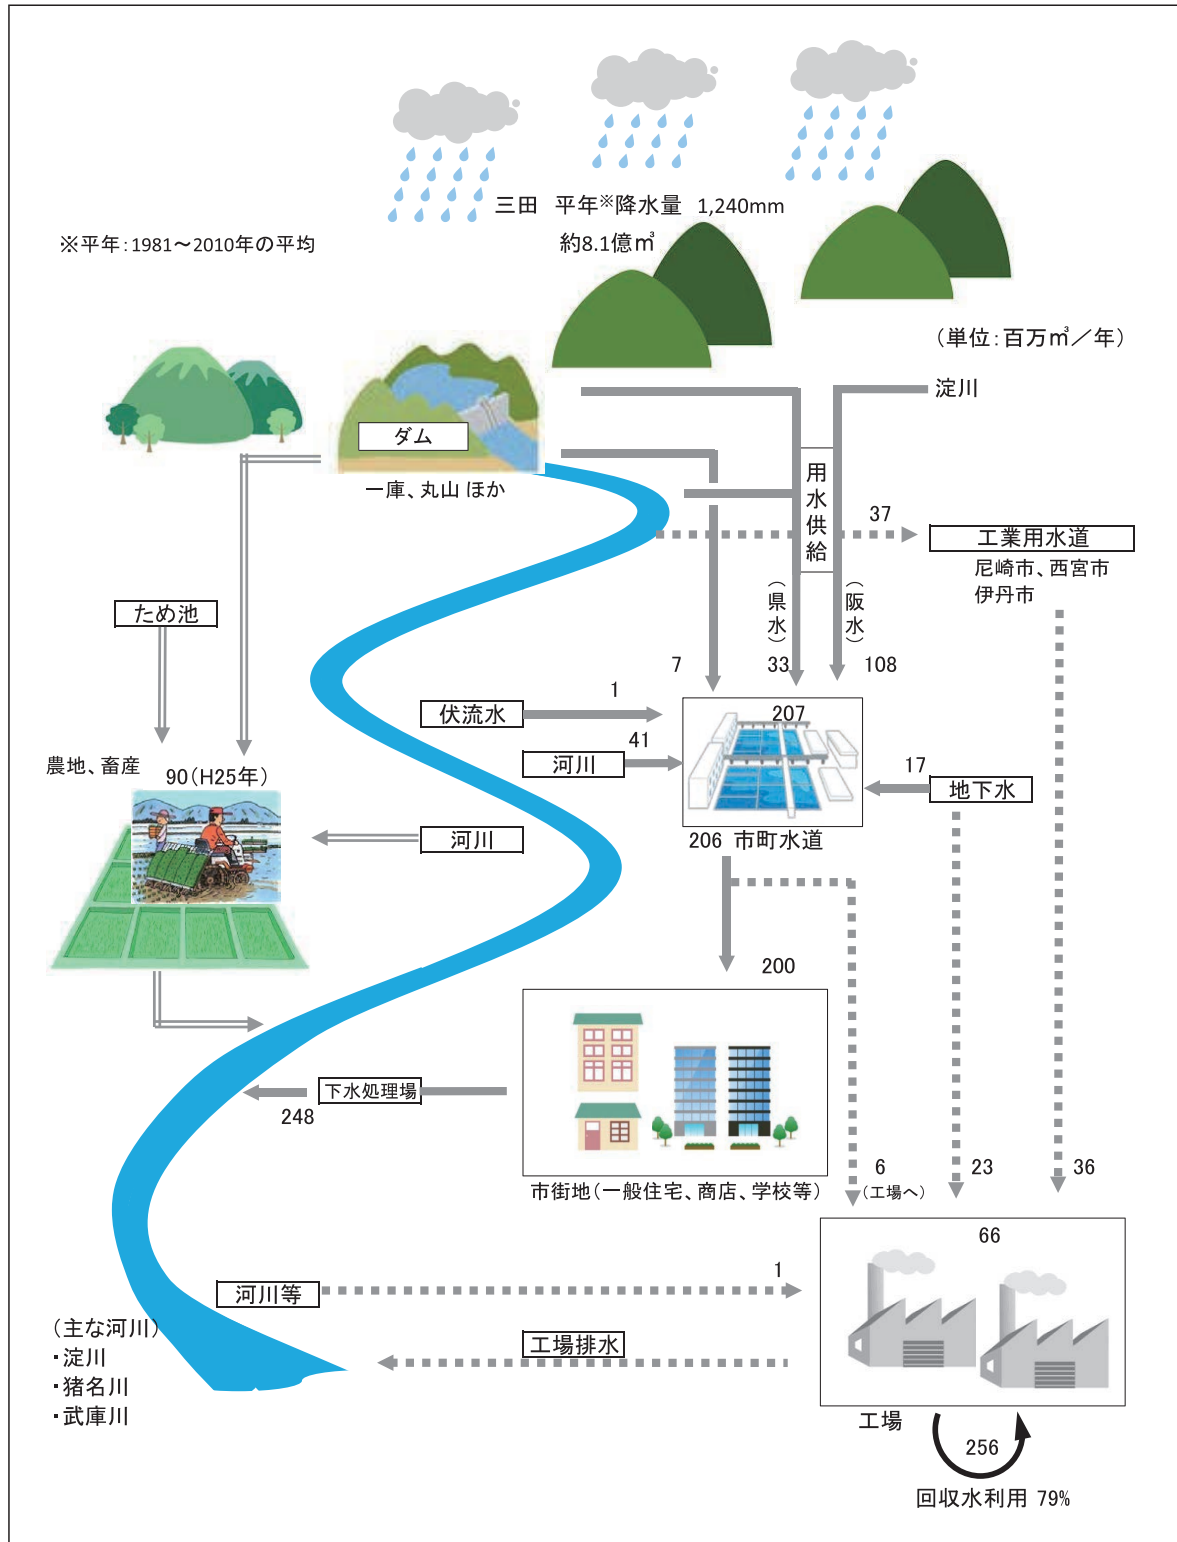 三田 平年※降水量 1,240mm
約8.1億㎥
※平年：1981～2010年の平均
（単位：百万㎥／年）
淀川
ダム
一庫、丸山 ほか
用水供給
37
工業用水道
尼崎市、西宮市
伊丹市
ため池
（県水）
（阪水）
7
33
108
伏流水
1
207
河川
41
17
地下水
農地、畜産
90（H25年）
河川
206 市町水道
200
下水処理場
248
市街地（一般住宅、商店、学校等）
6
（工場へ）
23
36
66
河川等
1
（主な河川）
・淀川
・猪名川
・武庫川
工場排水
工場
256
回収水利用 79%